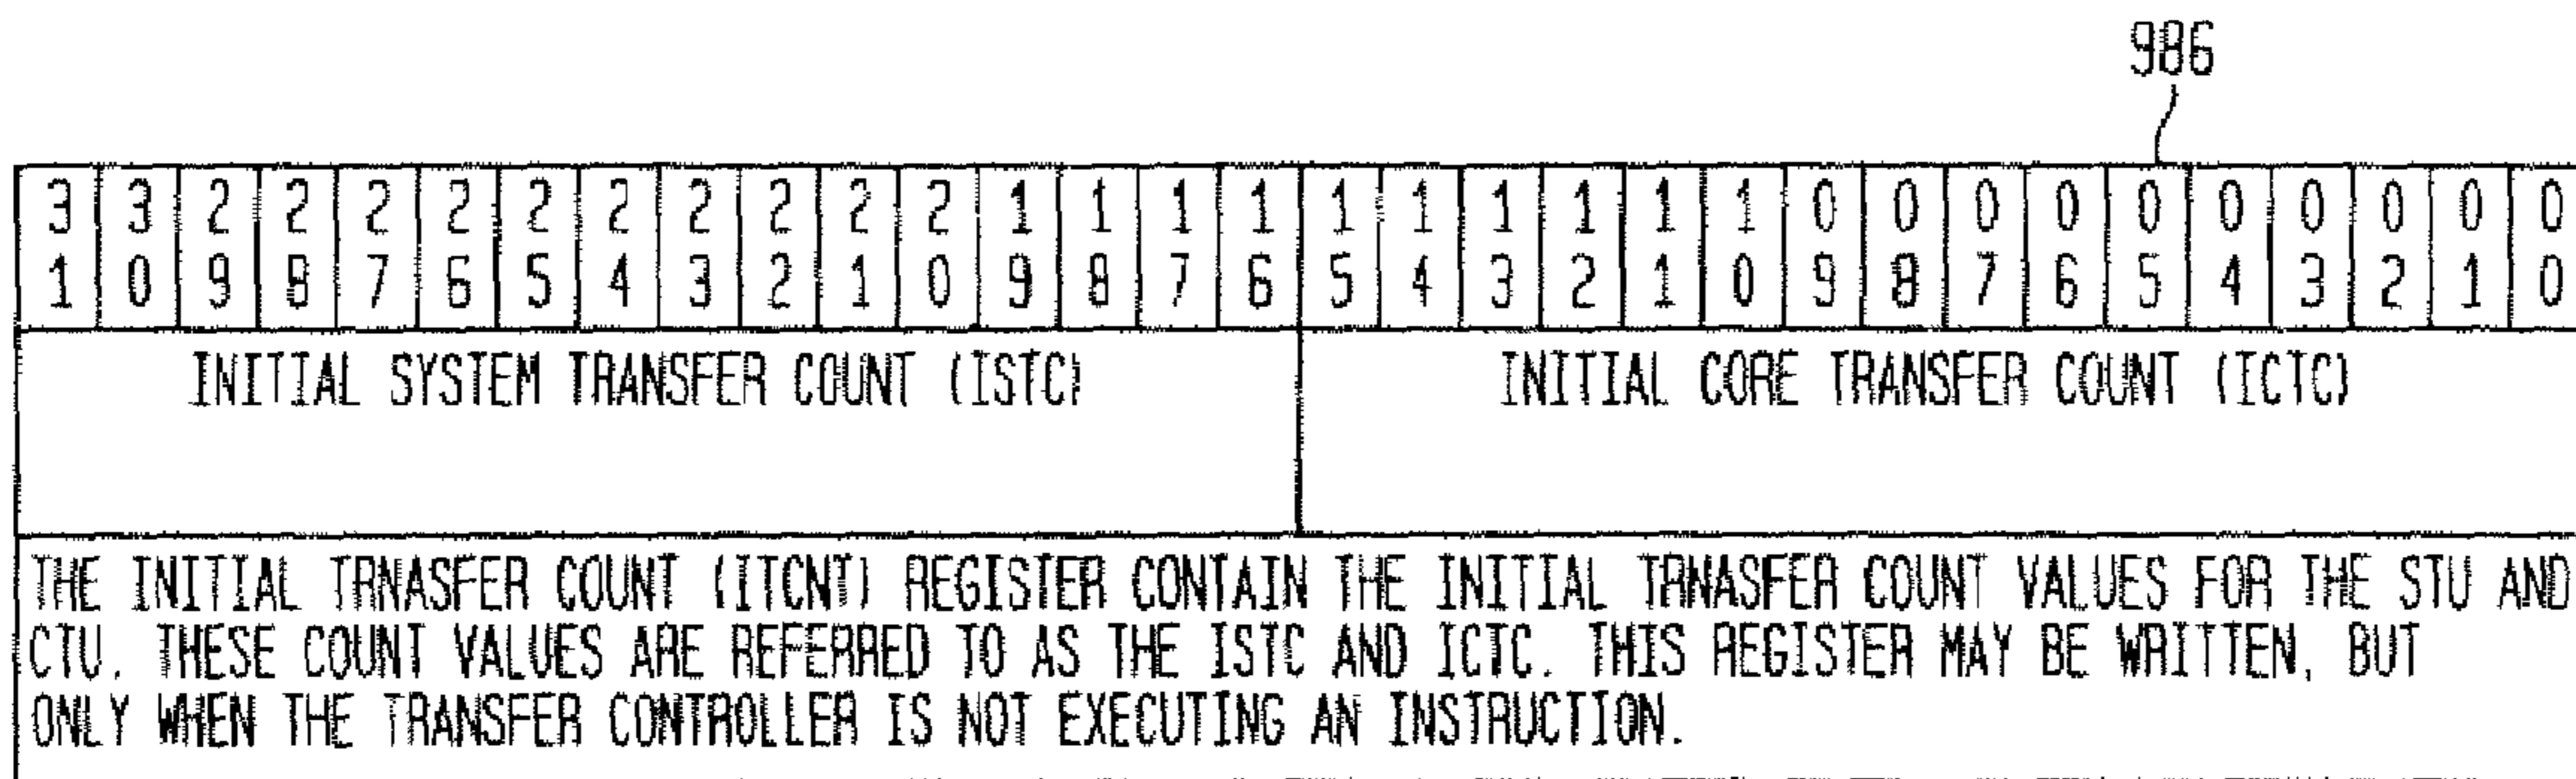 986
3 3 2 2 2 2 2 2 2 2 2 2 1 1 1 1 1 1 1 1 1 1 0 0 0 0 0 0 0 0 0 0
1 0 9 8 7 6 5 4 3 2 1 0 9 8 7 6 5 4 3 2 1 0 9 8 7 6 5 4 3 2 1 0
INITIAL SYSTEM TRANSFER COUNT (ISTC) INITIAL CORE TRANSFER COUNT (ICTC)
THE INITIAL TRNASFER COUNT (ITCNT) REGISTER CONTAIN THE INITIAL TRNASFER COUNT VALUES FOR THE STU AND
CTU. THESE COUNT VALUES ARE REFERRED TO AS THE ISTC AND ICTC. THIS REGISTER MAY BE WRITTEN, BUT
ONLY WHEN THE TRANSFER CONTROLLER IS NOT EXECUTING AN INSTRUCTION.